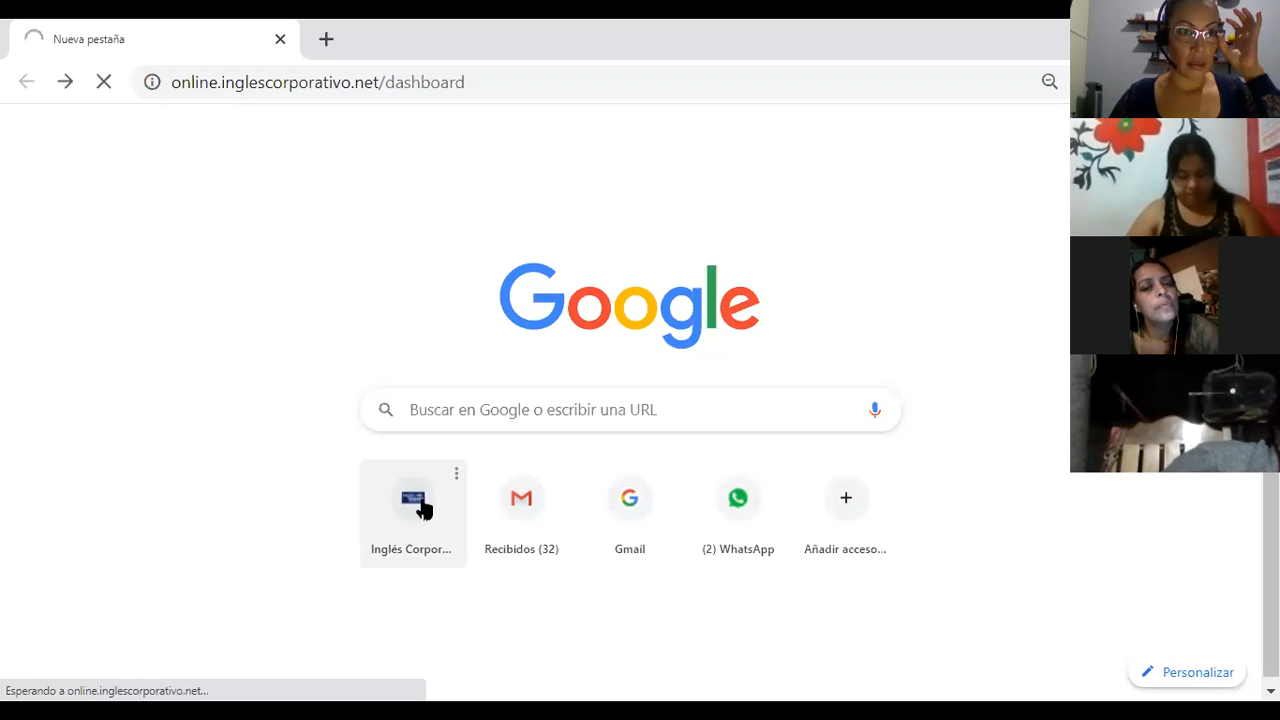 Nueva pestaña
online.inglescorporativo.net/dashboard
Google
Buscar en Google o escribir una URL
Inglés Corpor...
Recibidos (32)
Gmail
(2) WhatsApp
Añadir acceso...
Personalizar
Esperando a online.inglescorporativo.net...